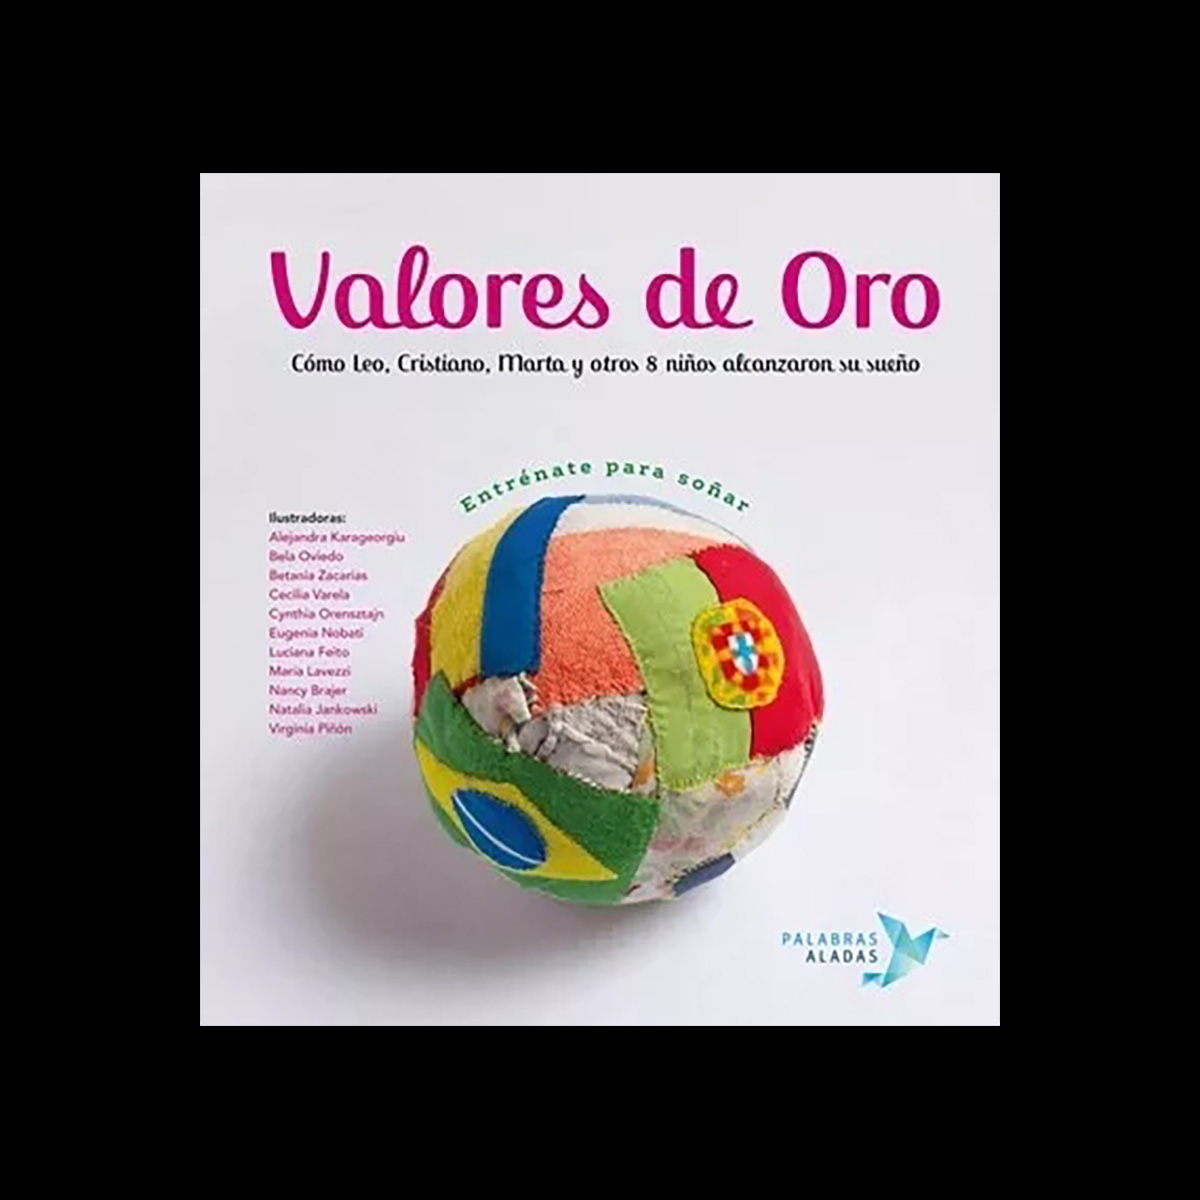 Valores de Oro
Cómo Leo, Cristiano, Marta y otros 8 niños alcanzaron su sueño
Entrénate para soñar
Ilustradoras:
Alejandra Karageorgiu
Bela Oviedo
Betania Zacarias
Cecilia Varela
Cynthia Orensztajn
Eugenia Nobati
Luciana Feito
Maria Lavezzi
Nancy Brajer
Natalia Jankowski
Virginia Piñón
PALABRAS
ALADAS